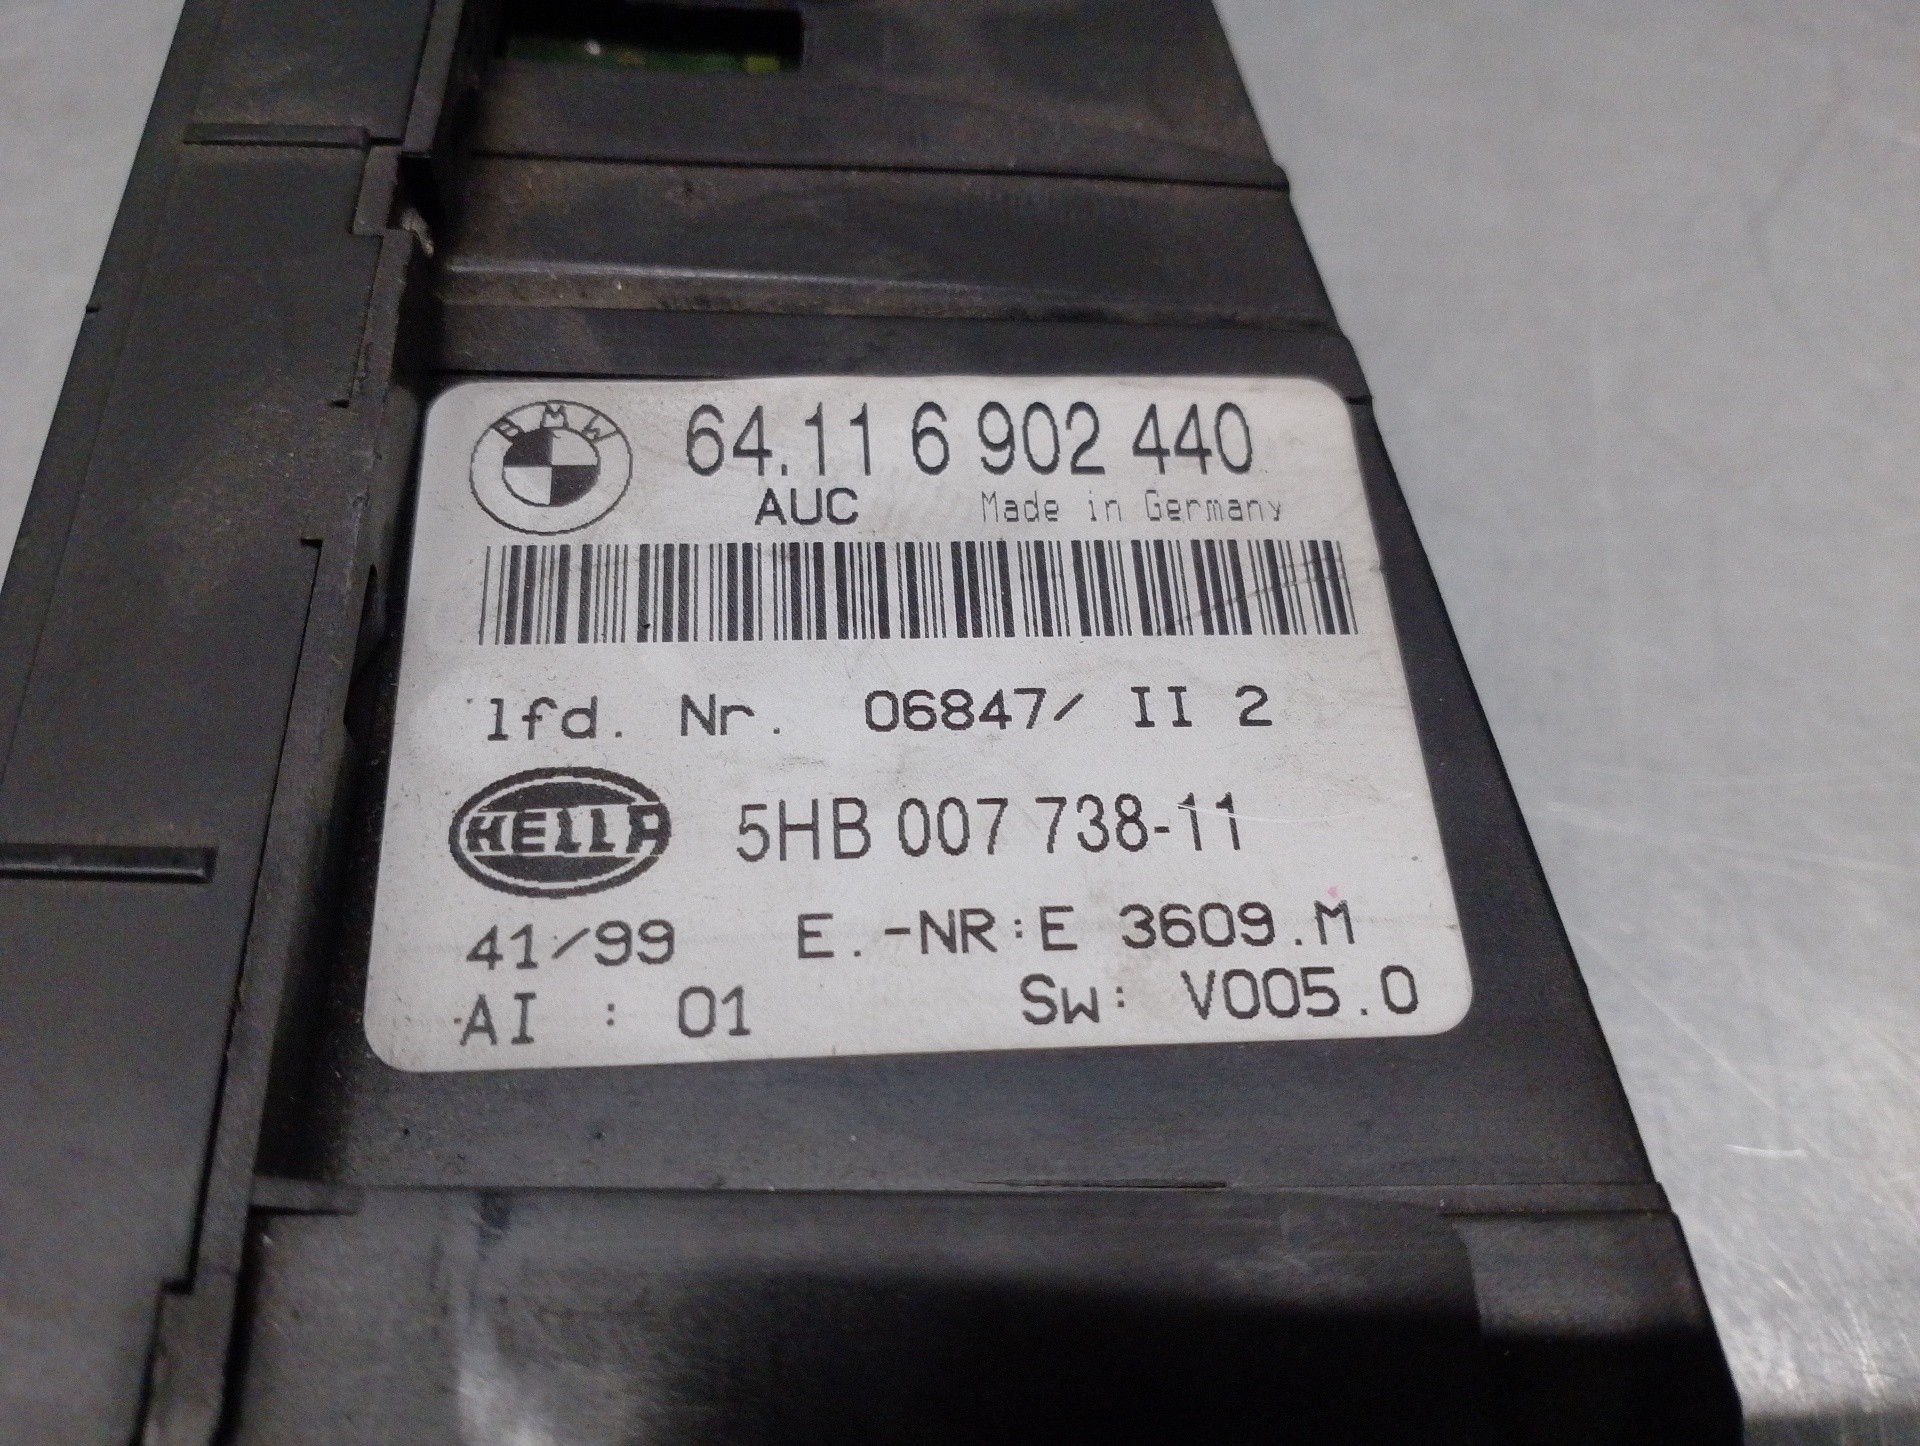 BMW 64.11 6 902 440
AUC Made in Germany
lfd. Nr. 06847/ II 2
HELLA 5HB 007 738-11
41/99 E.-NR:E 3609.M
AI : 01 Sw: V005.0